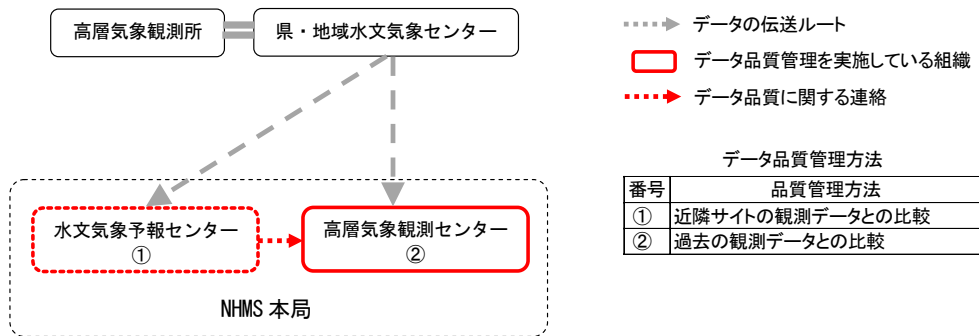 高層気象観測所
県・地域水文気象センター
データの伝送ルート
データ品質管理を実施している組織
データ品質に関する連絡
水文気象予報センター
①
高層気象観測センター
②
NHMS 本局
データ品質管理方法
番号 品質管理方法
① 近隣サイトの観測データとの比較
② 過去の観測データとの比較